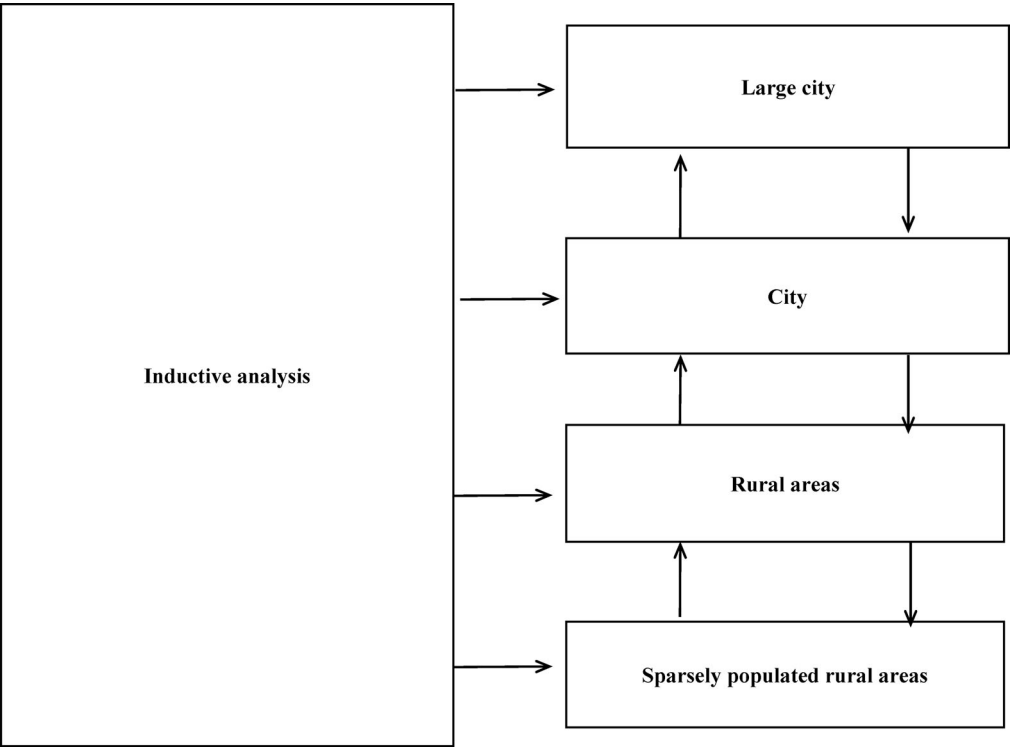 Large city
City
Inductive analysis
Rural areas
Sparsely populated rural areas